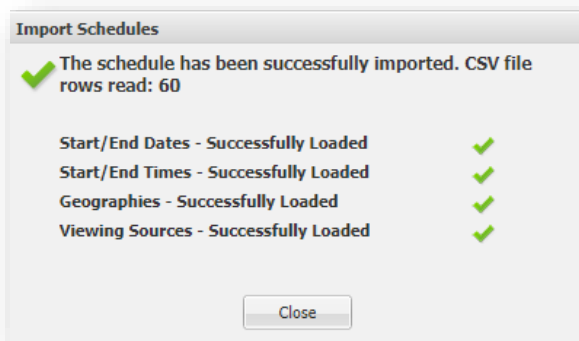 Import Schedules
The schedule has been successfully imported. CSV file
rows read: 60
Start/End Dates - Successfully Loaded
Start/End Times - Successfully Loaded
Geographies - Successfully Loaded
Viewing Sources - Successfully Loaded
Close